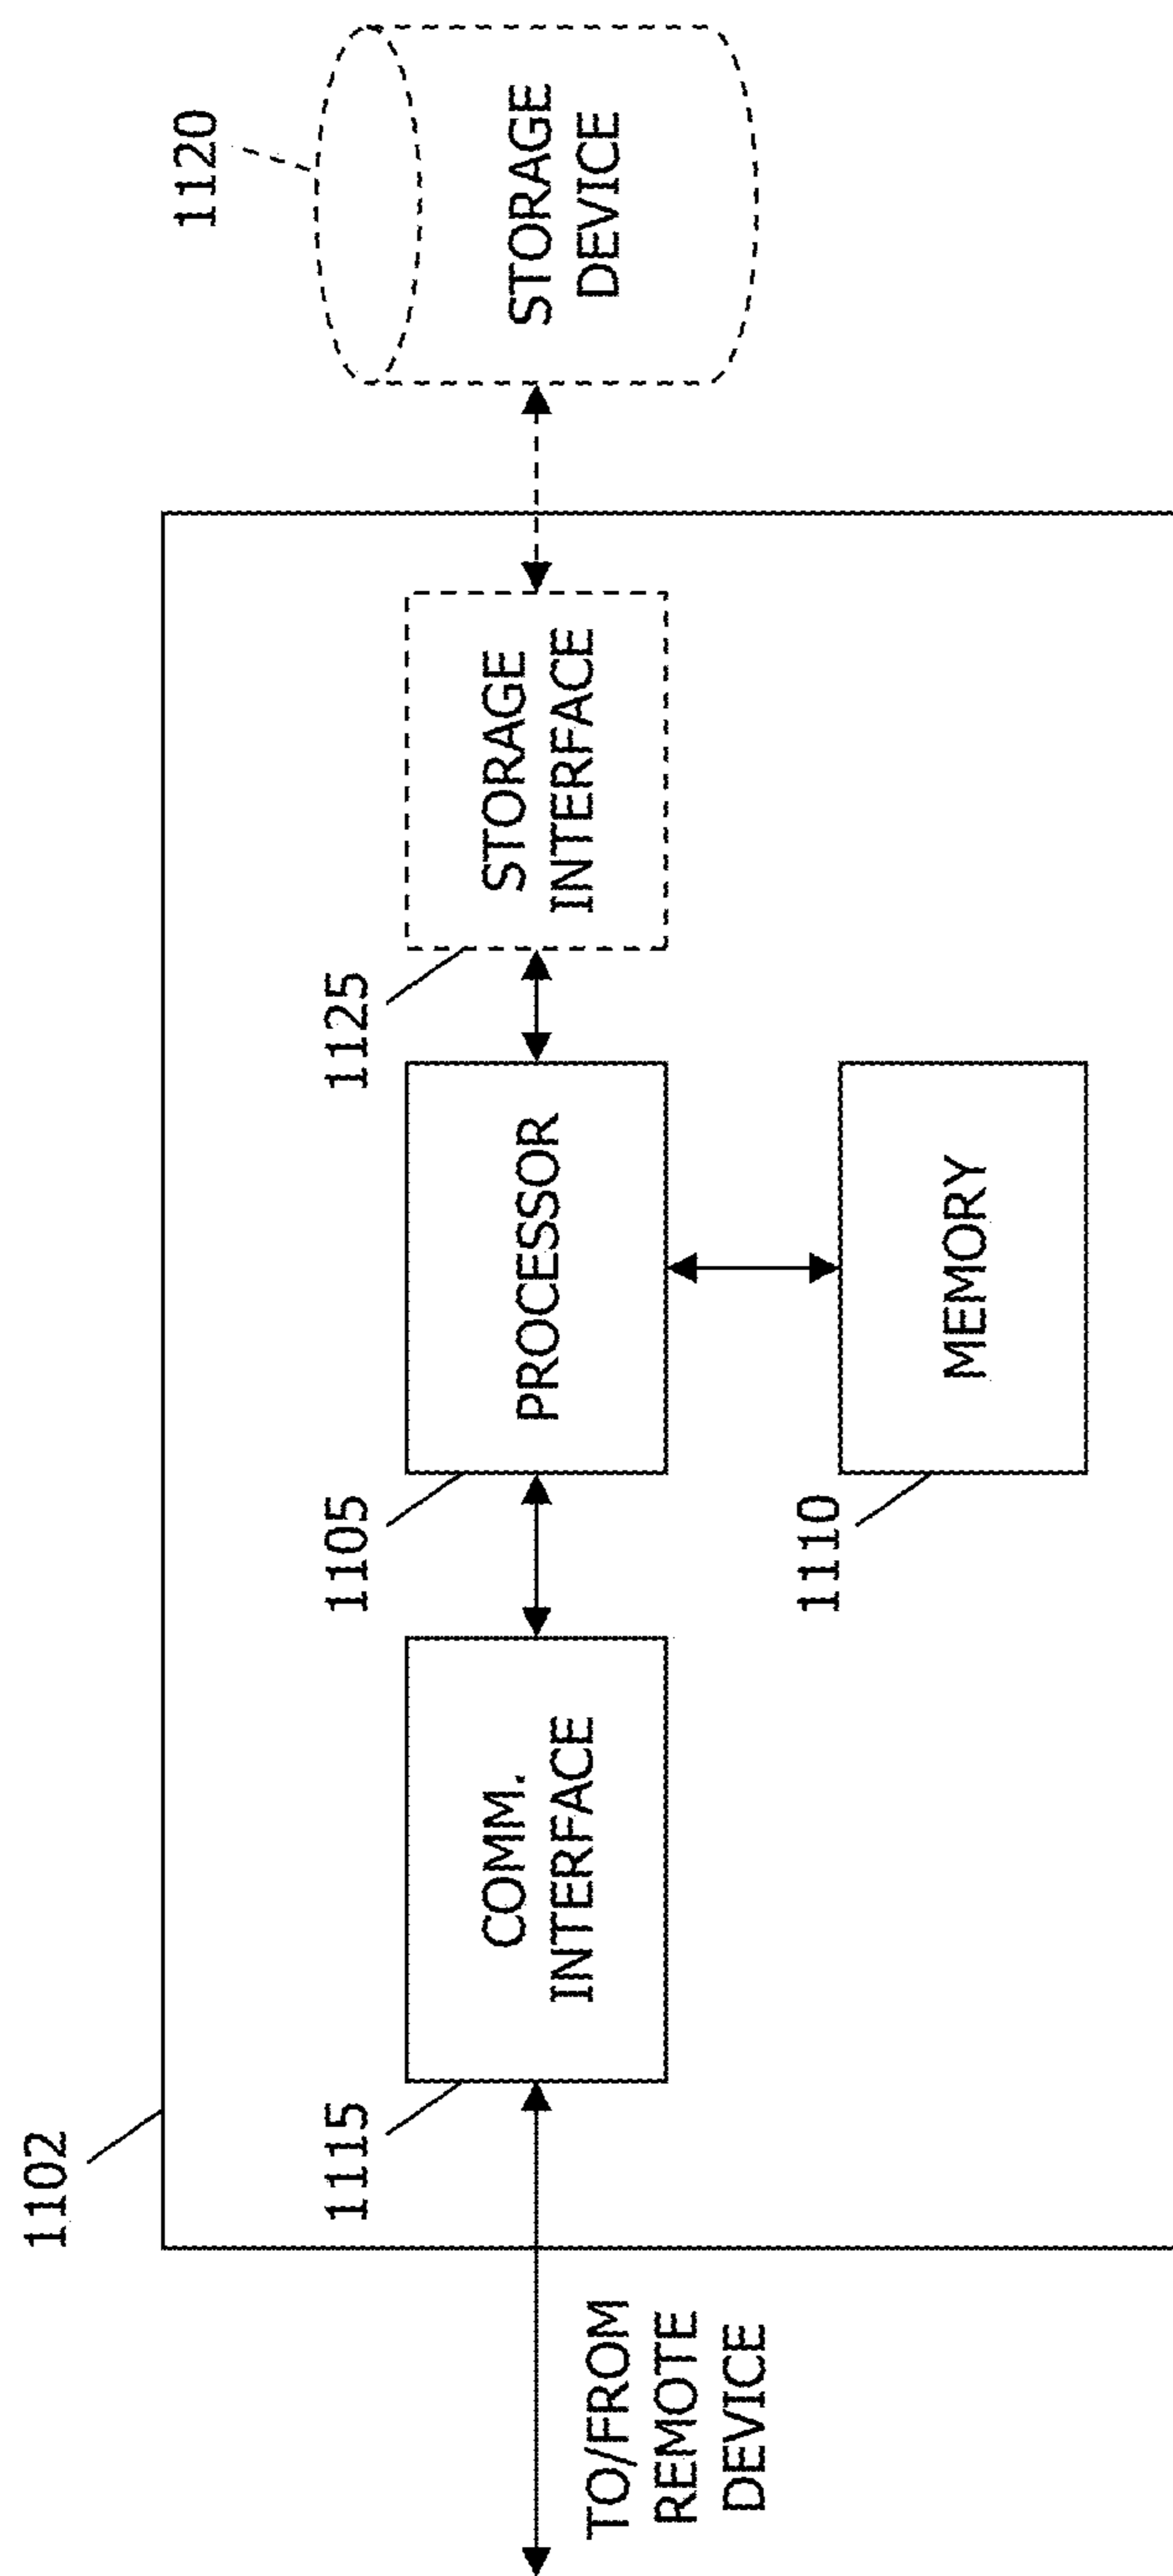 1102
TO/FROM
REMOTE
DEVICE
1115
COMM.
INTERFACE
1105
PROCESSOR
1110
MEMORY
1125
STORAGE
INTERFACE
1120
STORAGE
DEVICE